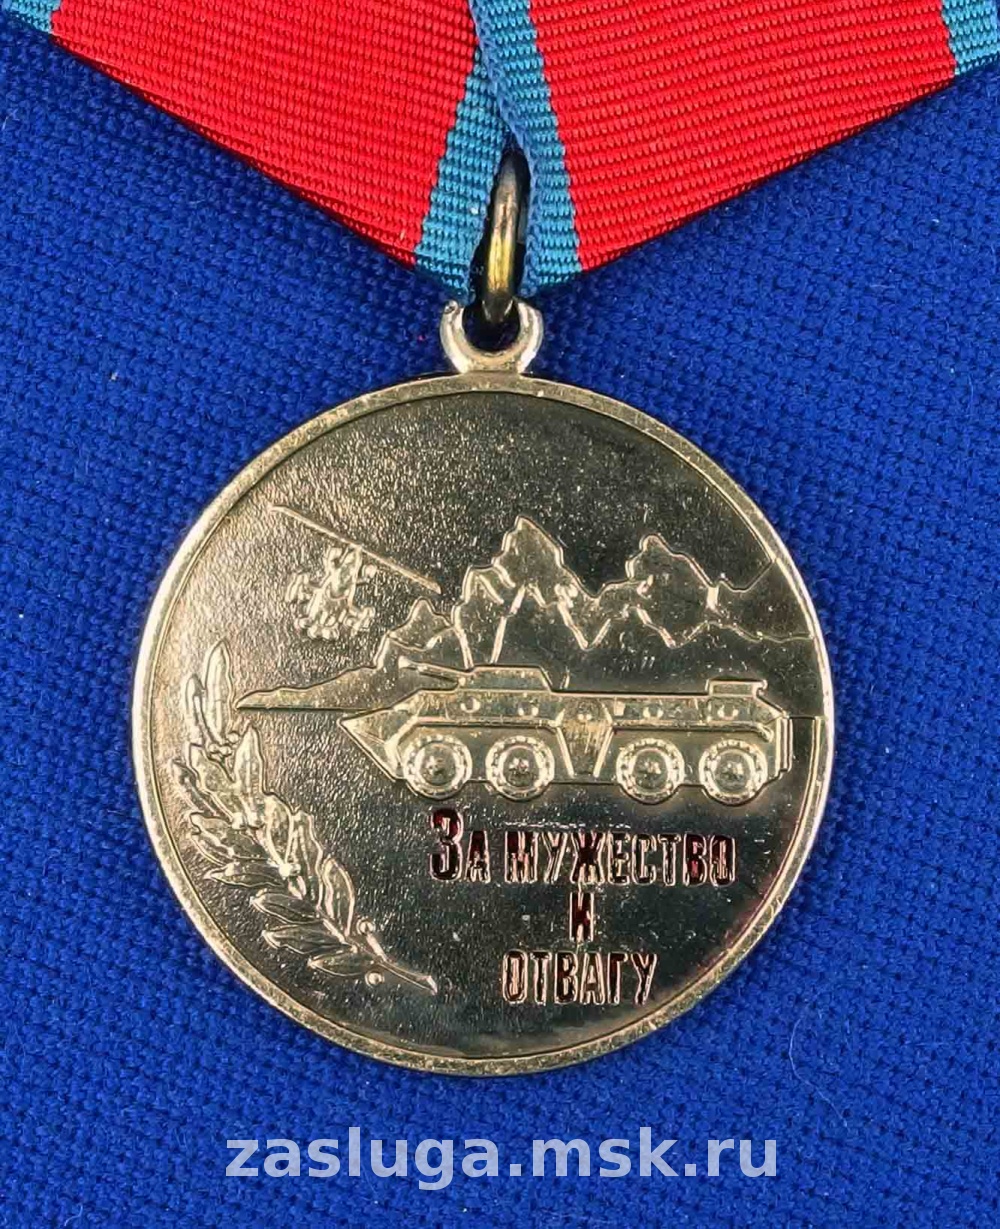 За мужество
и
отвагу
zasluga.msk.ru